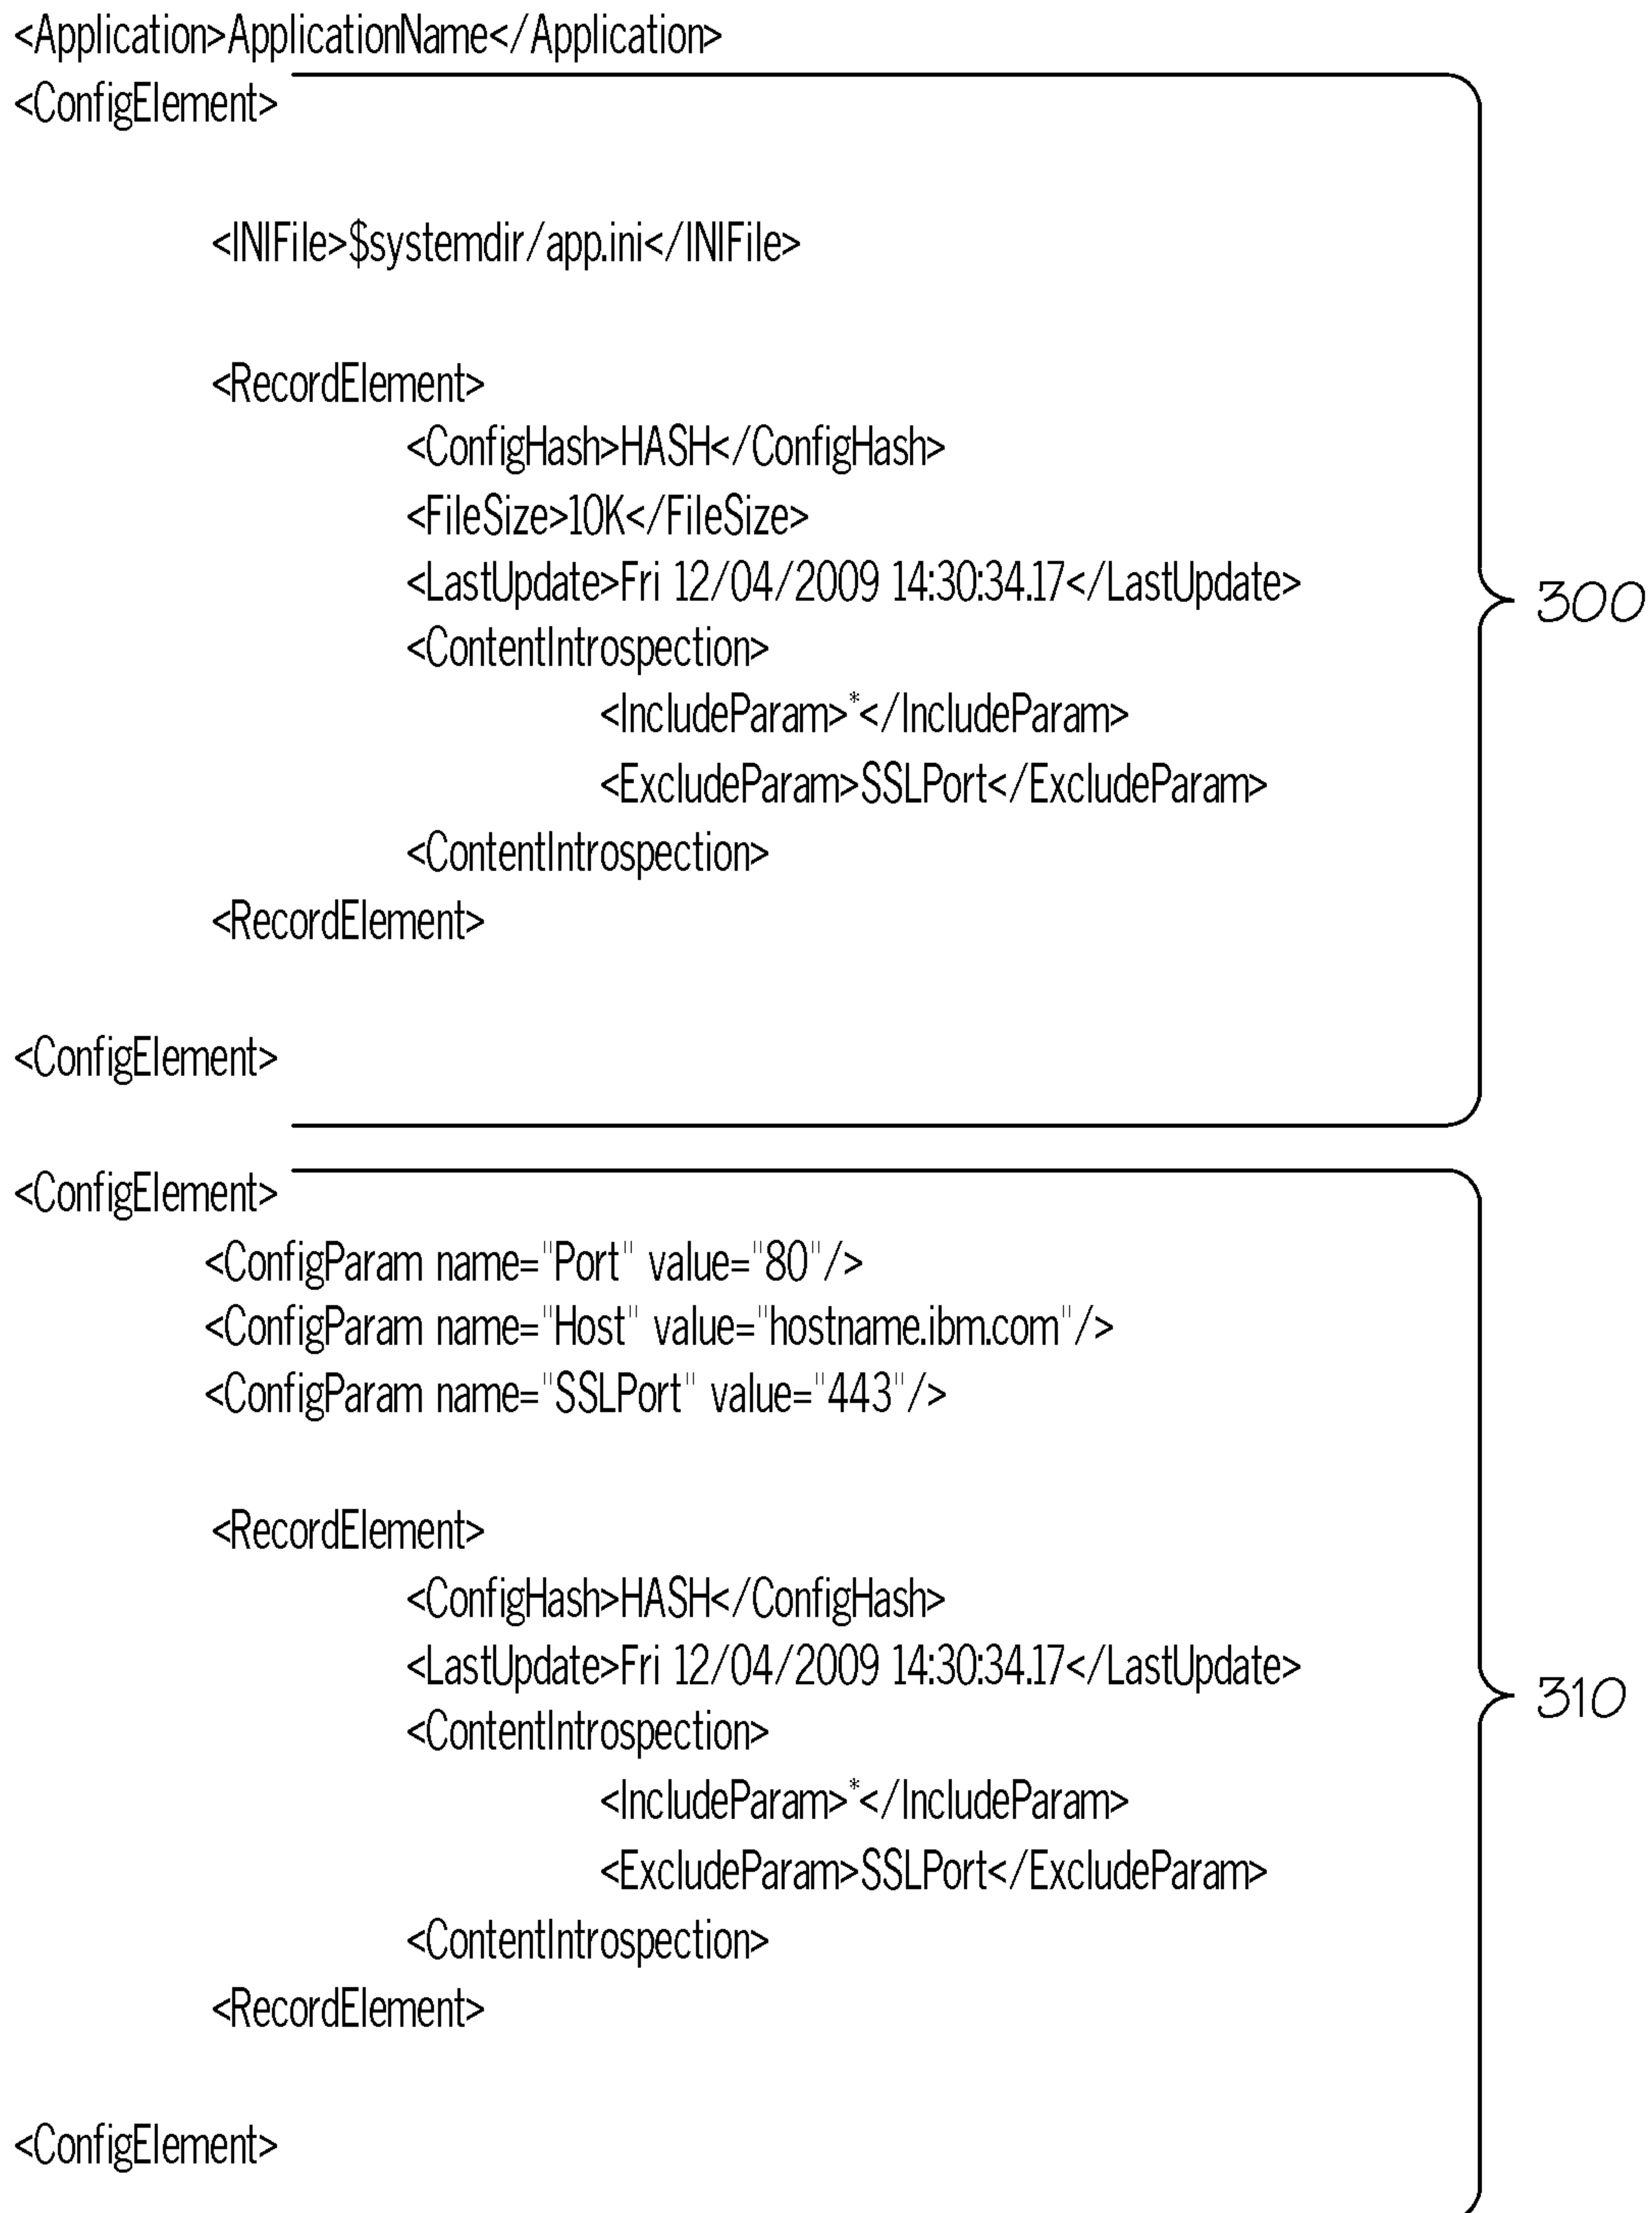 <Application>ApplicationName</Application>
<ConfigElement>
<INIFile>$systemdir/app.ini</INIFile>
<RecordElement>
<ConfigHash>HASH</ConfigHash>
<FileSize>10K</FileSize>
<LastUpdate>Fri 12/04/2009 14:30:34.17</LastUpdate>
300
<ContentIntrospection>
<IncludeParam>*</IncludeParam>
<ExcludeParam>SSLPort</ExcludeParam>
<ContentIntrospection>
<RecordElement>
<ConfigElement>
<ConfigElement>
<ConfigParam name="Port" value="80"/>
<ConfigParam name="Host" value="hostname.ibm.com"/>
<ConfigParam name="SSLPort" value="443"/>
<RecordElement>
<ConfigHash>HASH</ConfigHash>
<LastUpdate>Fri 12/04/2009 14:30:34.17</LastUpdate>
310
<ContentIntrospection>
<IncludeParam>*</IncludeParam>
<ExcludeParam>SSLPort</ExcludeParam>
<ContentIntrospection>
<RecordElement>
<ConfigElement>